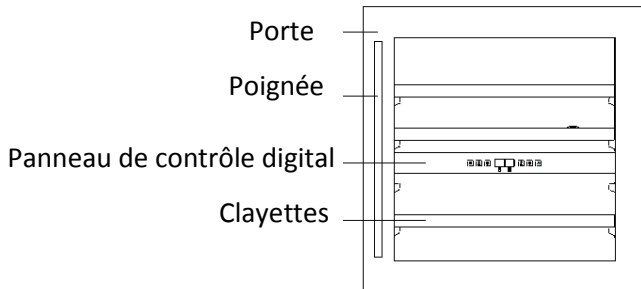 Porte
Poignée
Panneau de contrôle digital
Clayettes